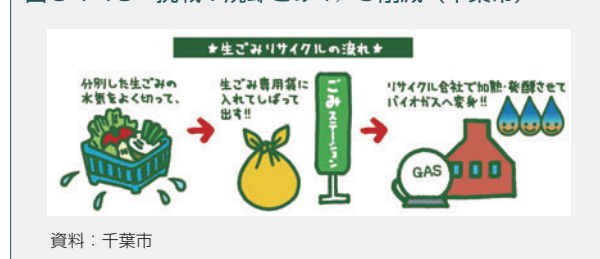 ★生ごみリサイクルの流れ★
分別した生ごみの
水気をよく切って、
生ごみ専用袋に
入れてしばって
出す!!
ごみステーション
リサイクル会社で加熱・発酵させて
バイオガスへ変身!!
GAS
資料：千葉市